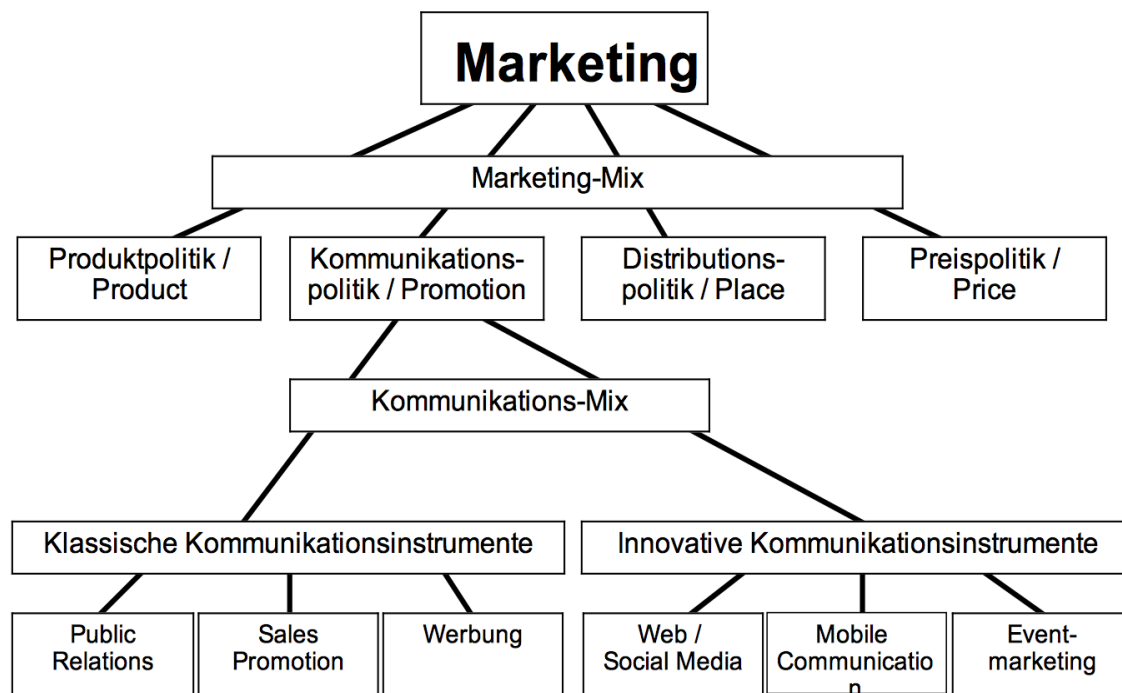 Marketing
Marketing-Mix
Produktpolitik /
Product
Kommunikations-
politik / Promotion
Distributions-
politik / Place
Preispolitik /
Price
Kommunikations-Mix
Klassische Kommunikationsinstrumente
Innovative Kommunikationsinstrumente
Public
Relations
Sales
Promotion
Werbung
Web /
Social Media
Mobile
Communicatio
n
Event-
marketing